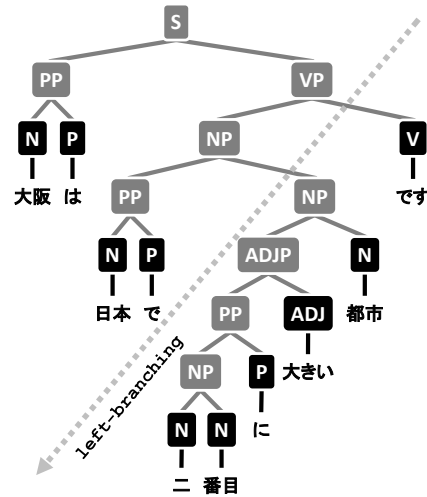 S
PP VP
N P NP V
大阪 は PP NP です
N P ADJP N
日本 で PP ADJ 都市
left-branching
NP P 大きい
N N に
二 番目